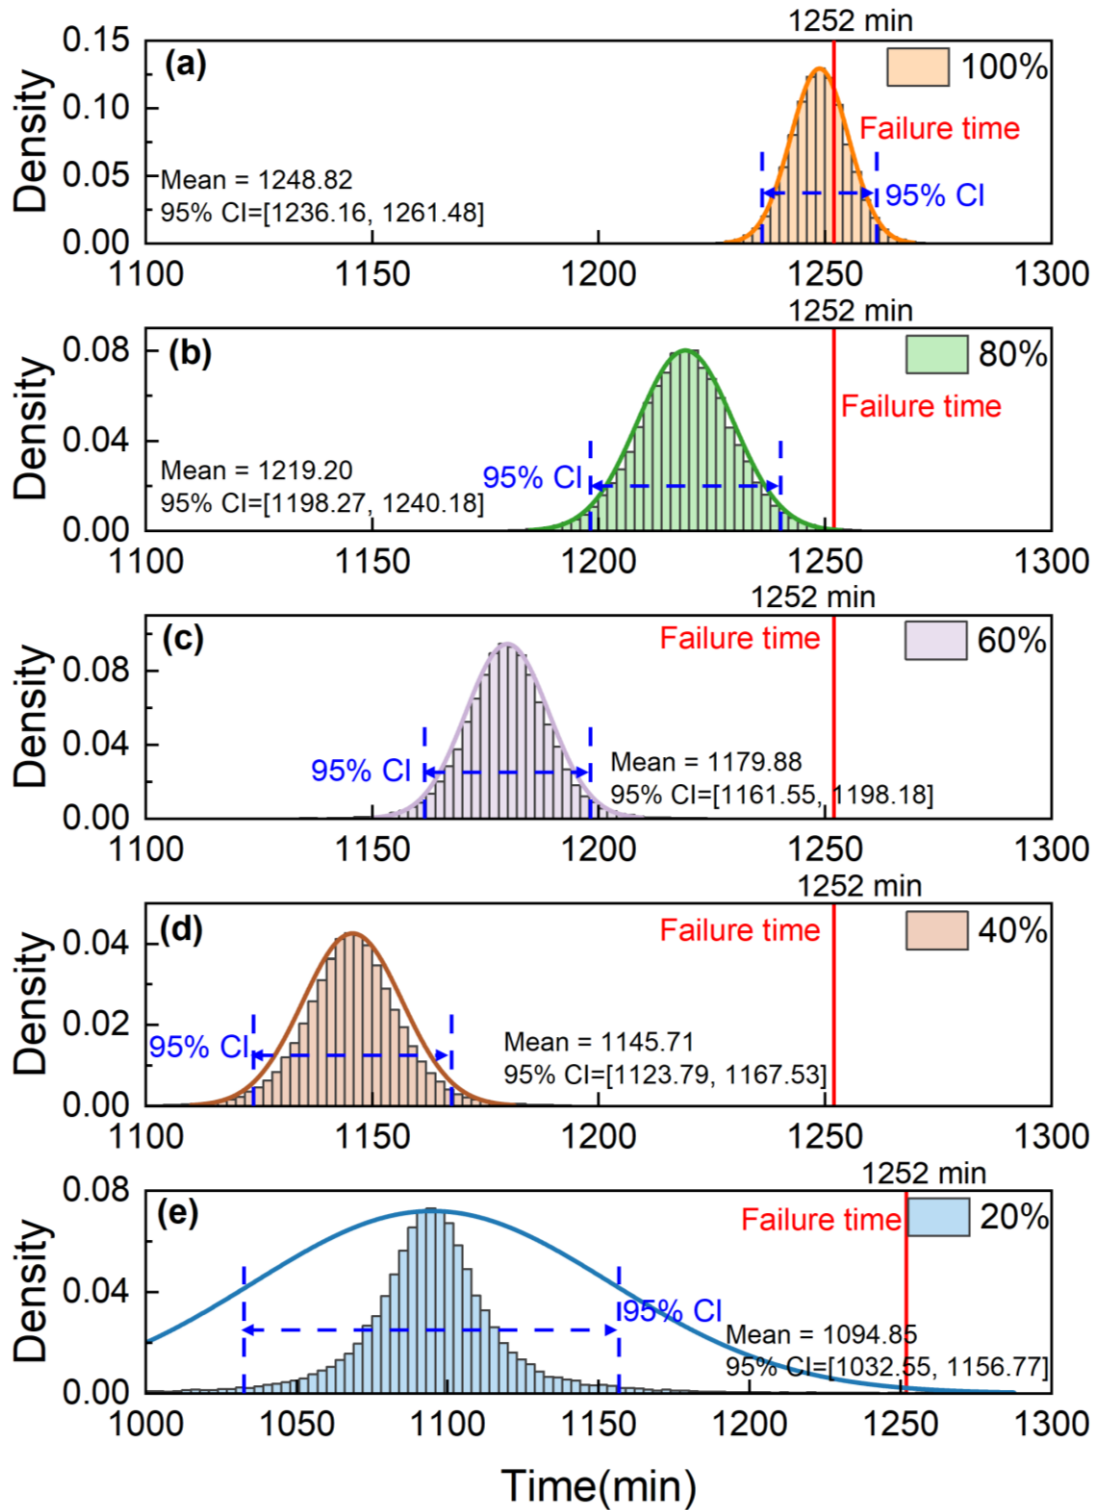 1252 min
(a)
100%
Failure time
Mean = 1248.82
95% CI=[1236.16, 1261.48]
95% CI
Density
0.15
0.10
0.05
0.00
1100 1150 1200 1250 1300
1252 min
(b)
80%
Failure time
Mean = 1219.20
95% CI=[1198.27, 1240.18]
95% CI
Density
0.08
0.04
0.00
1100 1150 1200 1250 1300
1252 min
(c)
Failure time
60%
95% CI
Mean = 1179.88
95% CI=[1161.55, 1198.18]
Density
0.08
0.04
0.00
1100 1150 1200 1250 1300
1252 min
(d)
Failure time
40%
95% CI
Mean = 1145.71
95% CI=[1123.79, 1167.53]
Density
0.04
0.02
0.00
1100 1150 1200 1250 1300
1252 min
(e)
Failure time
20%
95% CI
Mean = 1094.85
95% CI=[1032.55, 1156.77]
Density
0.08
0.04
0.00
1000 1050 1100 1150 1200 1250 1300
Time(min)